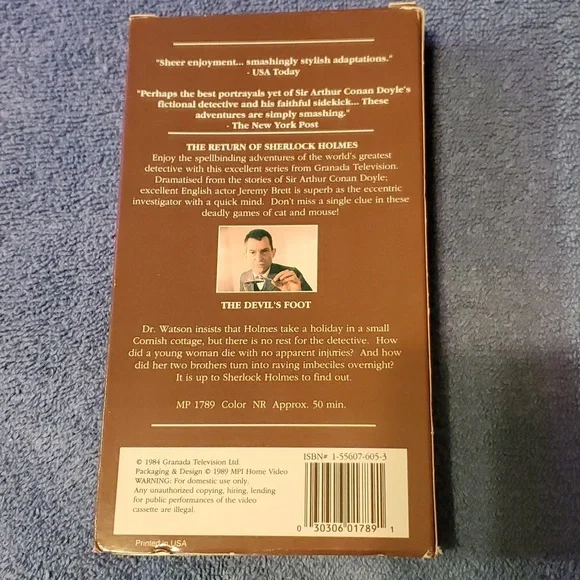 "Sheer enjoyment... smashingly stylish adaptations."
- USA Today
"Perhaps the best portrayals yet of Sir Arthur Conan Doyle's
fictional detective and his faithful sidekick... These
adventures are simply smashing."
- The New York Post
THE RETURN OF SHERLOCK HOLMES
Enjoy the spellbinding adventures of the world's greatest
detective with this excellent series from Granada Television.
Dramatised from the stories of Sir Arthur Conan Doyle;
excellent English actor Jeremy Brett is superb as the eccentric
investigator with a quick mind. Don't miss a single clue in these
deadly games of cat and mouse!
THE DEVIL'S FOOT
Dr. Watson insists that Holmes take a holiday in a small
Cornish cottage, but there is no rest for the detective. How
did a young woman die with no apparent injuries? And how
did her two brothers turn into raving imbeciles overnight?
It is up to Sherlock Holmes to find out.
MP 1789 Color NR Approx. 50 min.
© 1984 Granada Television Ltd.
Packaging & Design © 1989 MPI Home Video
WARNING: For domestic use only.
Any unauthorized copying, hiring, lending
for public performances of the video
cassette are illegal.
ISBN# 1-55607-605-3
0 30306 01789 1
Printed in USA